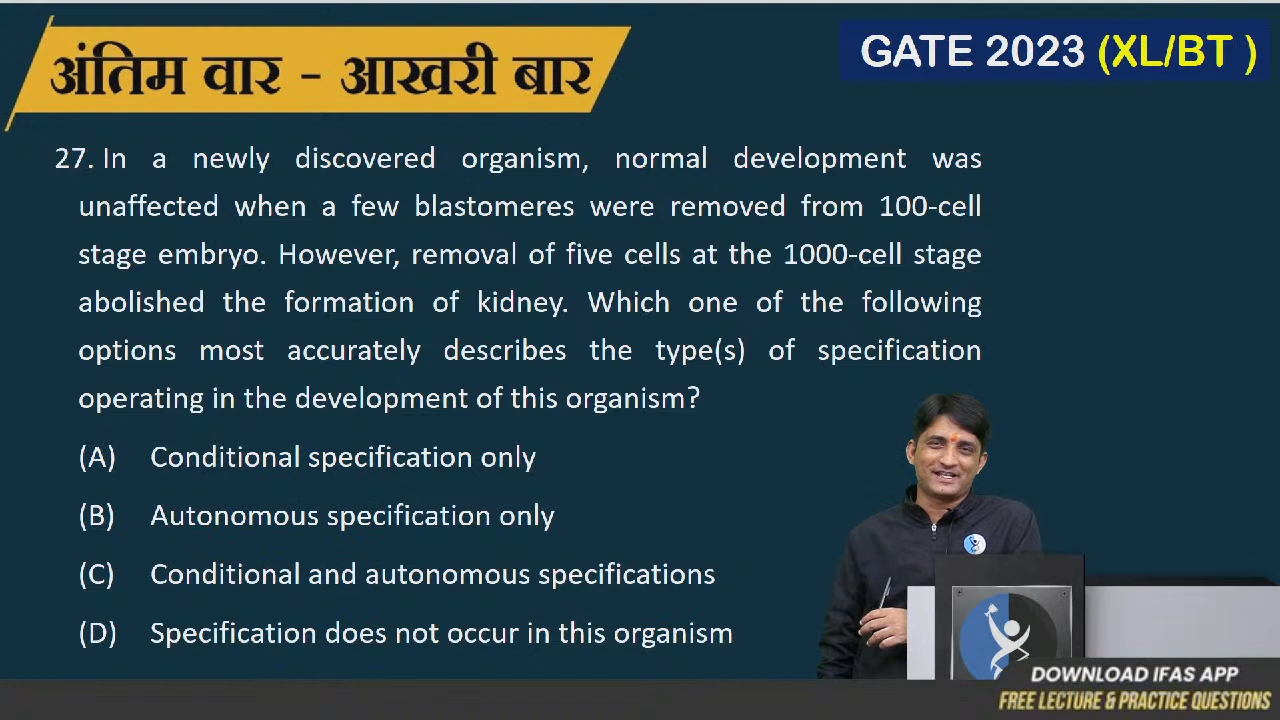 अंतिम वार - आखरी बार
GATE 2023 (XL/BT )
27. In a newly discovered organism, normal development was
unaffected when a few blastomeres were removed from 100-cell
stage embryo. However, removal of five cells at the 1000-cell stage
abolished the formation of kidney. Which one of the following
options most accurately describes the type(s) of specification
operating in the development of this organism?
(A) Conditional specification only
(B) Autonomous specification only
(C) Conditional and autonomous specifications
(D) Specification does not occur in this organism
DOWNLOAD IFAS APP
FREE LECTURE & PRACTICE QUESTIONS